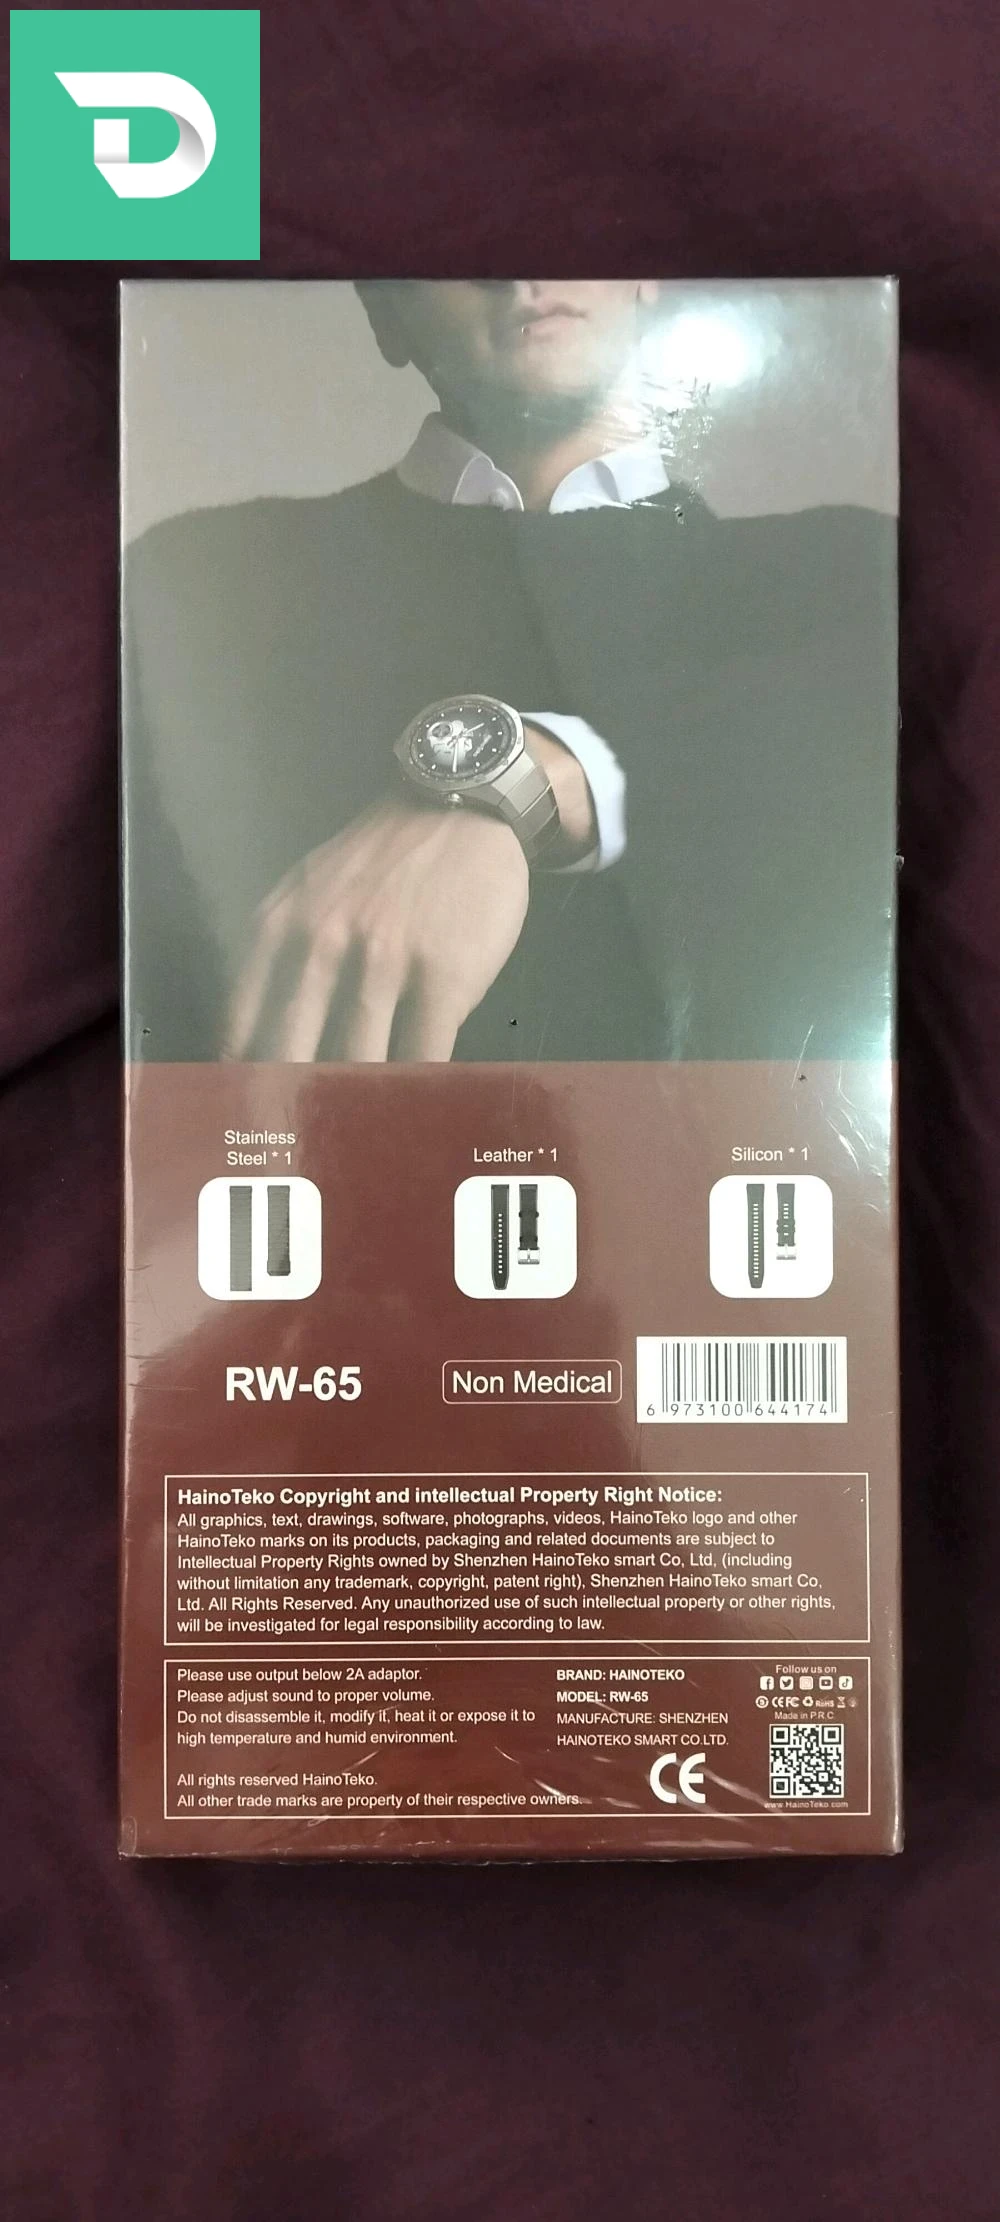 Stainless
Steel * 1
Leather * 1
Silicon * 1
RW-65
Non Medical
6 973100 644174
HainoTeko Copyright and intellectual Property Right Notice:
All graphics, text, drawings, software, photographs, videos, HainoTeko logo and other
HainoTeko marks on its products, packaging and related documents are subject to
Intellectual Property Rights owned by Shenzhen HainoTeko smart Co, Ltd, (including
without limitation any trademark, copyright, patent right), Shenzhen HainoTeko smart Co,
Ltd. All Rights Reserved. Any unauthorized use of such intellectual property or other rights,
will be investigated for legal responsibility according to law.
Please use output below 2A adaptor.
Please adjust sound to proper volume.
Do not disassemble it, modify it, heat it or expose it to
high temperature and humid environment.
All rights reserved HainoTeko.
All other trade marks are property of their respective owners.
BRAND: HAINOTEKO
MODEL: RW-65
MANUFACTURE: SHENZHEN
HAINOTEKO SMART CO.LTD.
CE
Follow us on
CE FC RoHS
Made in P.R.C
www.HainoTeko.com